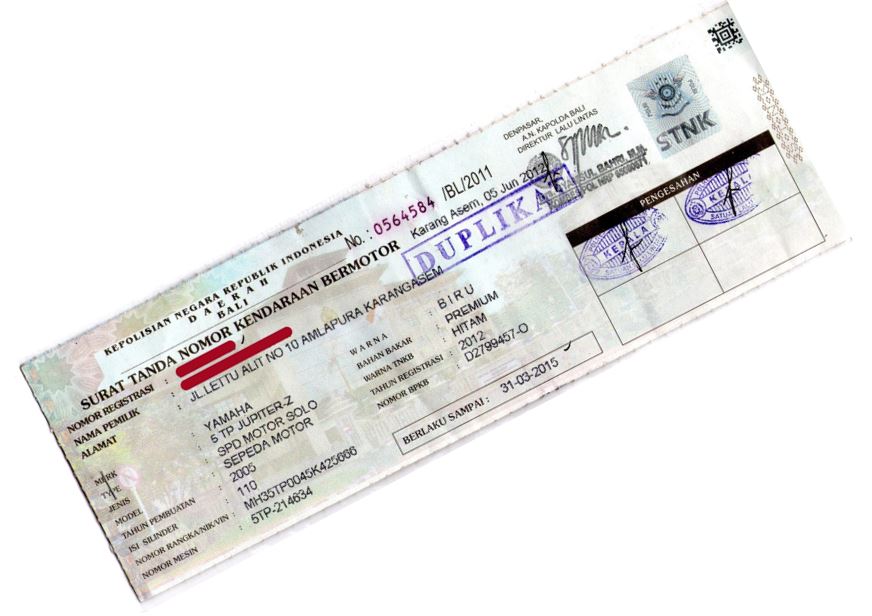 KEPOLISIAN NEGARA REPUBLIK INDONESIA
DAERAH
BALI
No. : 0564584 /BL/2011
SURAT TANDA NOMOR KENDARAAN BERMOTOR
NOMOR REGISTRASI :
NAMA PEMILIK :
ALAMAT : JL.LETTU ALIT NO 10 AMLAPURA KARANGASEM
MERK : YAMAHA
TYPE : 5 TP JUPITER-Z
JENIS : SPD MOTOR SOLO
MODEL : SEPEDA MOTOR
TAHUN PEMBUATAN : 2005
ISI SILINDER : 110
NOMOR RANGKA/NIK/VIN : MH35TP0045K425666
NOMOR MESIN : 5TP-214634
WARNA : BIRU
BAHAN BAKAR : PREMIUM
WARNA TNKB : HITAM
TAHUN REGISTRASI : 2012
NOMOR BPKB : D2799457-O
BERLAKU SAMPAI : 31-03-2015
Karang Asem, 05 Jun 2012
DUPLIKAT
DENPASAR,
A.N. KAPOLDA BALI
DIREKTUR LALU LINTAS
STNK
PENGESAHAN
KEPALA
KEPALA